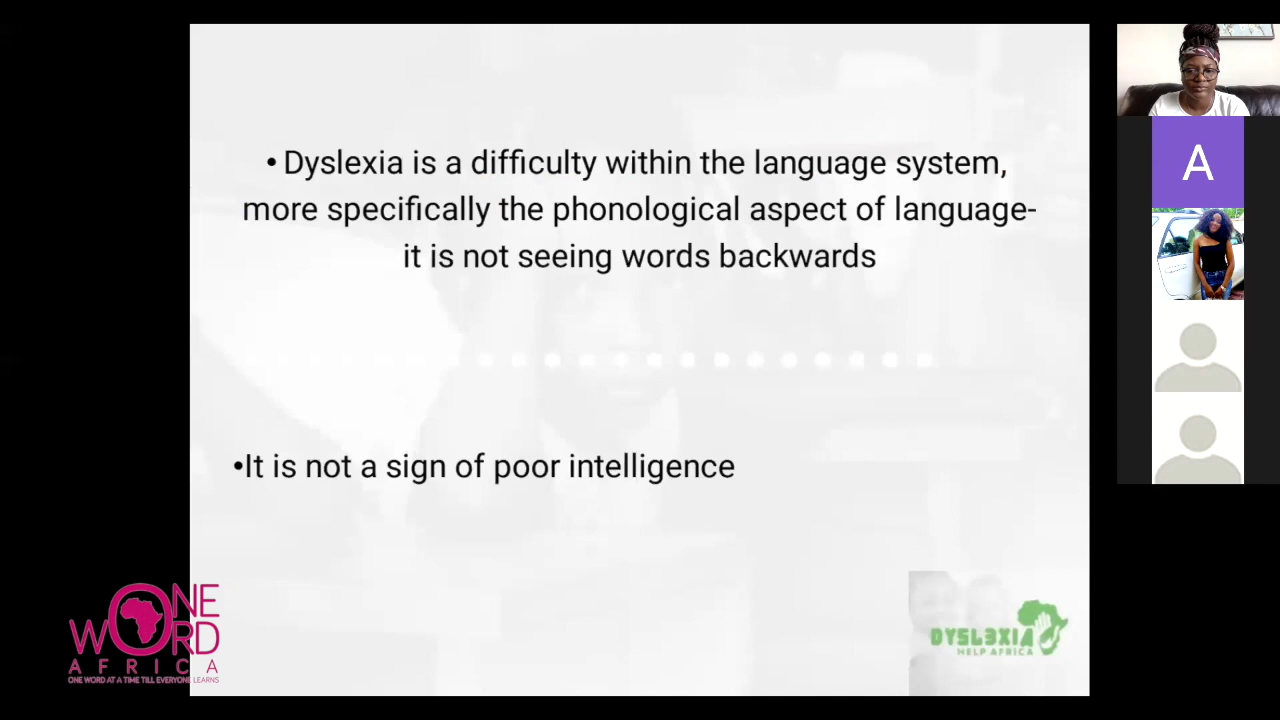 • Dyslexia is a difficulty within the language system,
more specifically the phonological aspect of language-
it is not seeing words backwards
•It is not a sign of poor intelligence
A
ONE
WORD
AFRICA
ONE WORD AT A TIME TILL EVERYONE LEARNS
DYSL3XIA
HELP AFRICA